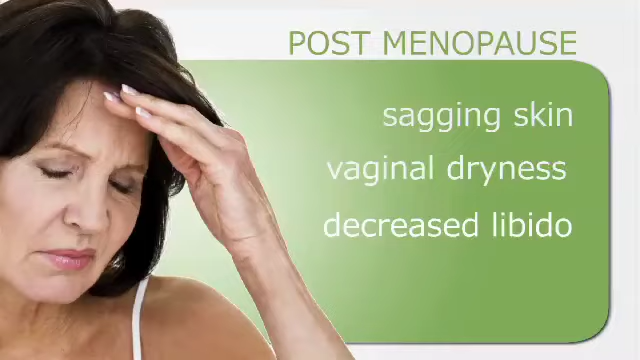 POST MENOPAUSE
sagging skin
vaginal dryness
decreased libido